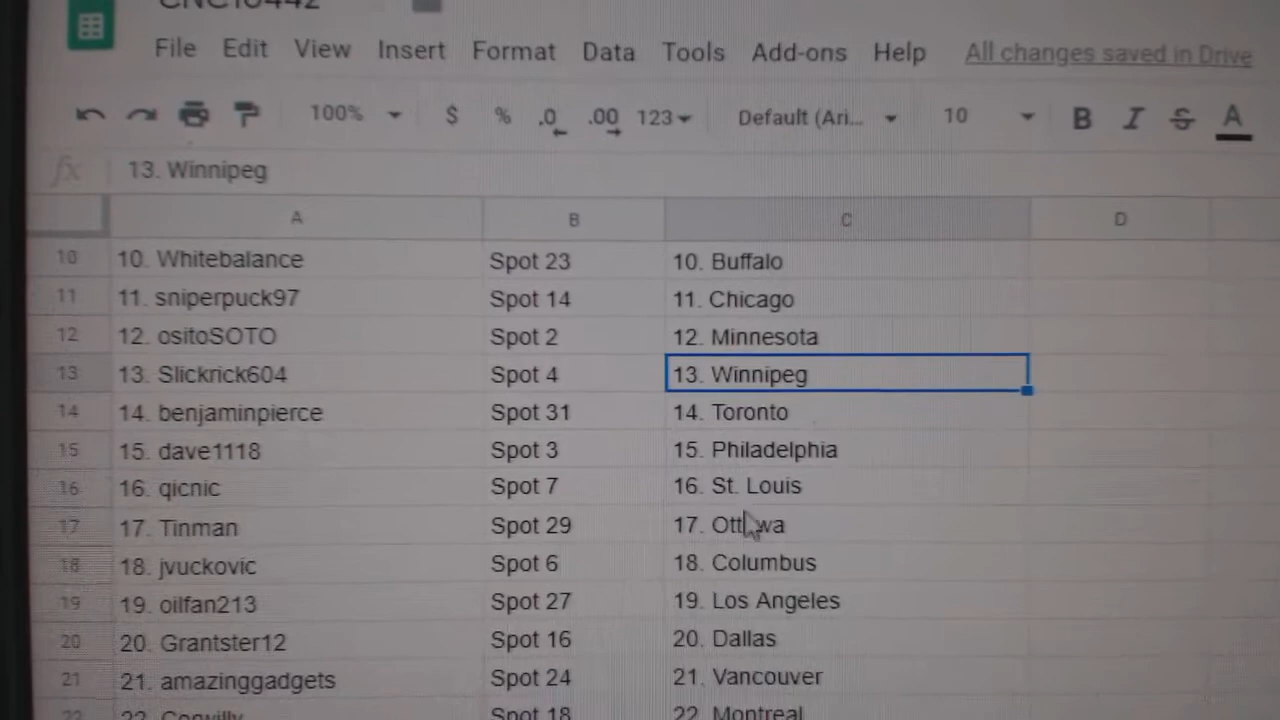 CNC10442
File Edit View Insert Format Data Tools Add-ons Help All changes saved in Drive
100% $ % .0 .00 123 Default (Ari... 10 B I S A
fx 13. Winnipeg
A B C D
10 10. Whitebalance Spot 23 10. Buffalo
11 11. sniperpuck97 Spot 14 11. Chicago
12 12. ositoSOTO Spot 2 12. Minnesota
13 13. Slickrick604 Spot 4 13. Winnipeg
14 14. benjaminpierce Spot 31 14. Toronto
15 15. dave1118 Spot 3 15. Philadelphia
16 16. qicnic Spot 7 16. St. Louis
17 17. Tinman Spot 29 17. Ottawa
18 18. jvuckovic Spot 6 18. Columbus
19 19. oilfan213 Spot 27 19. Los Angeles
20 20. Grantster12 Spot 16 20. Dallas
21 21. amazinggadgets Spot 24 21. Vancouver
22 22. Conwilly Spot 18 22. Montreal